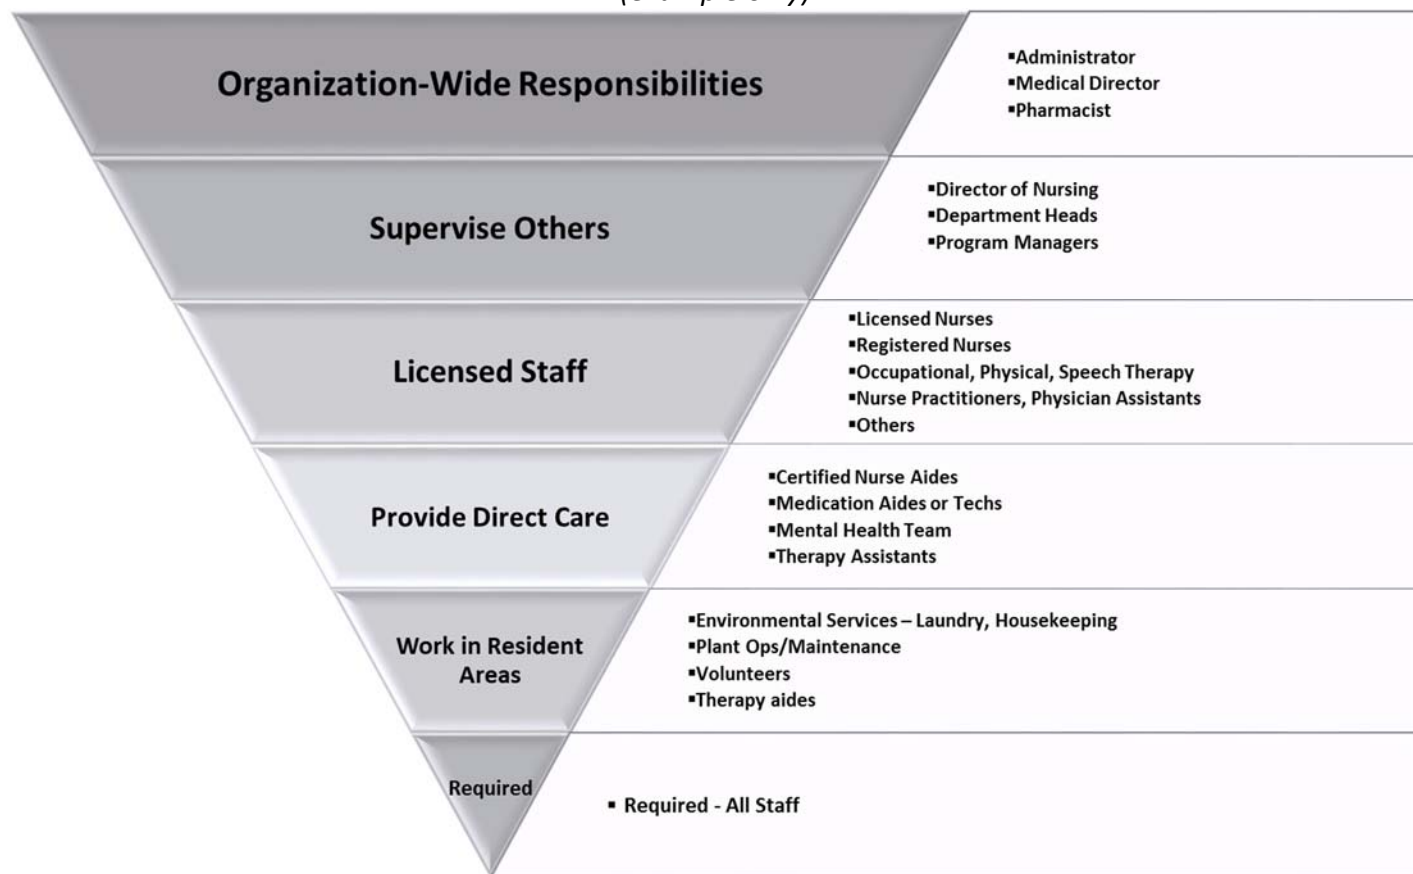 Organization-Wide Responsibilities
▪Administrator
▪Medical Director
▪Pharmacist
Supervise Others
▪Director of Nursing
▪Department Heads
▪Program Managers
Licensed Staff
▪Licensed Nurses
▪Registered Nurses
▪Occupational, Physical, Speech Therapy
▪Nurse Practitioners, Physician Assistants
▪Others
Provide Direct Care
▪Certified Nurse Aides
▪Medication Aides or Techs
▪Mental Health Team
▪Therapy Assistants
Work in Resident
Areas
▪Environmental Services – Laundry, Housekeeping
▪Plant Ops/Maintenance
▪Volunteers
▪Therapy aides
Required
▪ Required - All Staff